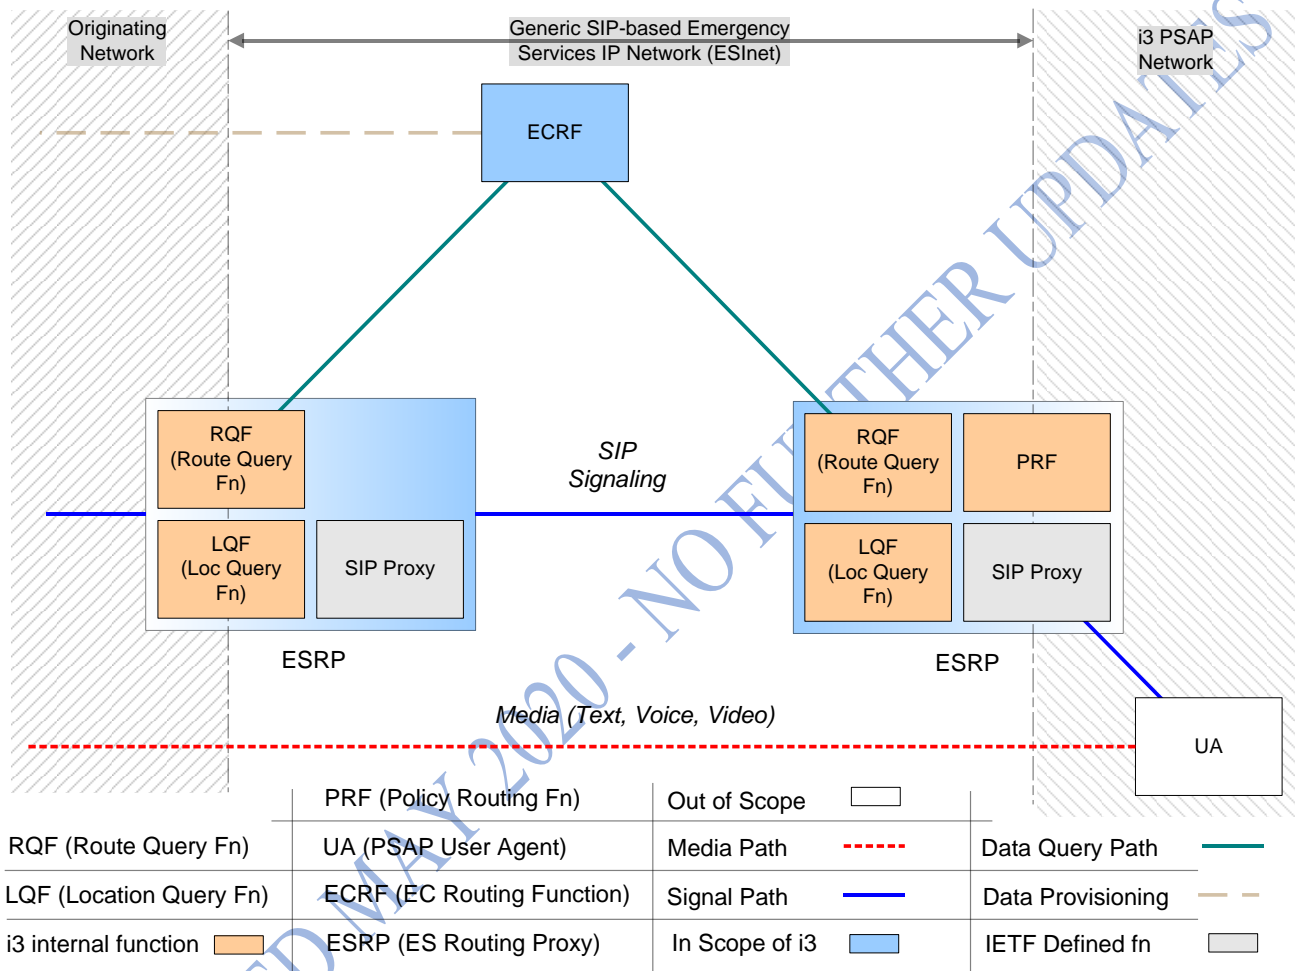 Originating
Network
Generic SIP-based Emergency
Services IP Network (ESInet)
i3 PSAP
Network
ECRF
RQF
(Route Query
Fn)
LQF
(Loc Query
Fn)
SIP Proxy
ESRP
SIP
Signaling
RQF
(Route Query
Fn)
PRF
LQF
(Loc Query
Fn)
SIP Proxy
ESRP
Media (Text, Voice, Video)
UA
PRF (Policy Routing Fn)
Out of Scope
RQF (Route Query Fn)
UA (PSAP User Agent)
Media Path
Data Query Path
LQF (Location Query Fn)
ECRF (EC Routing Function)
Signal Path
Data Provisioning
i3 internal function
ESRP (ES Routing Proxy)
In Scope of i3
IETF Defined fn
MAY 2020 - NO FURTHER UPDATES